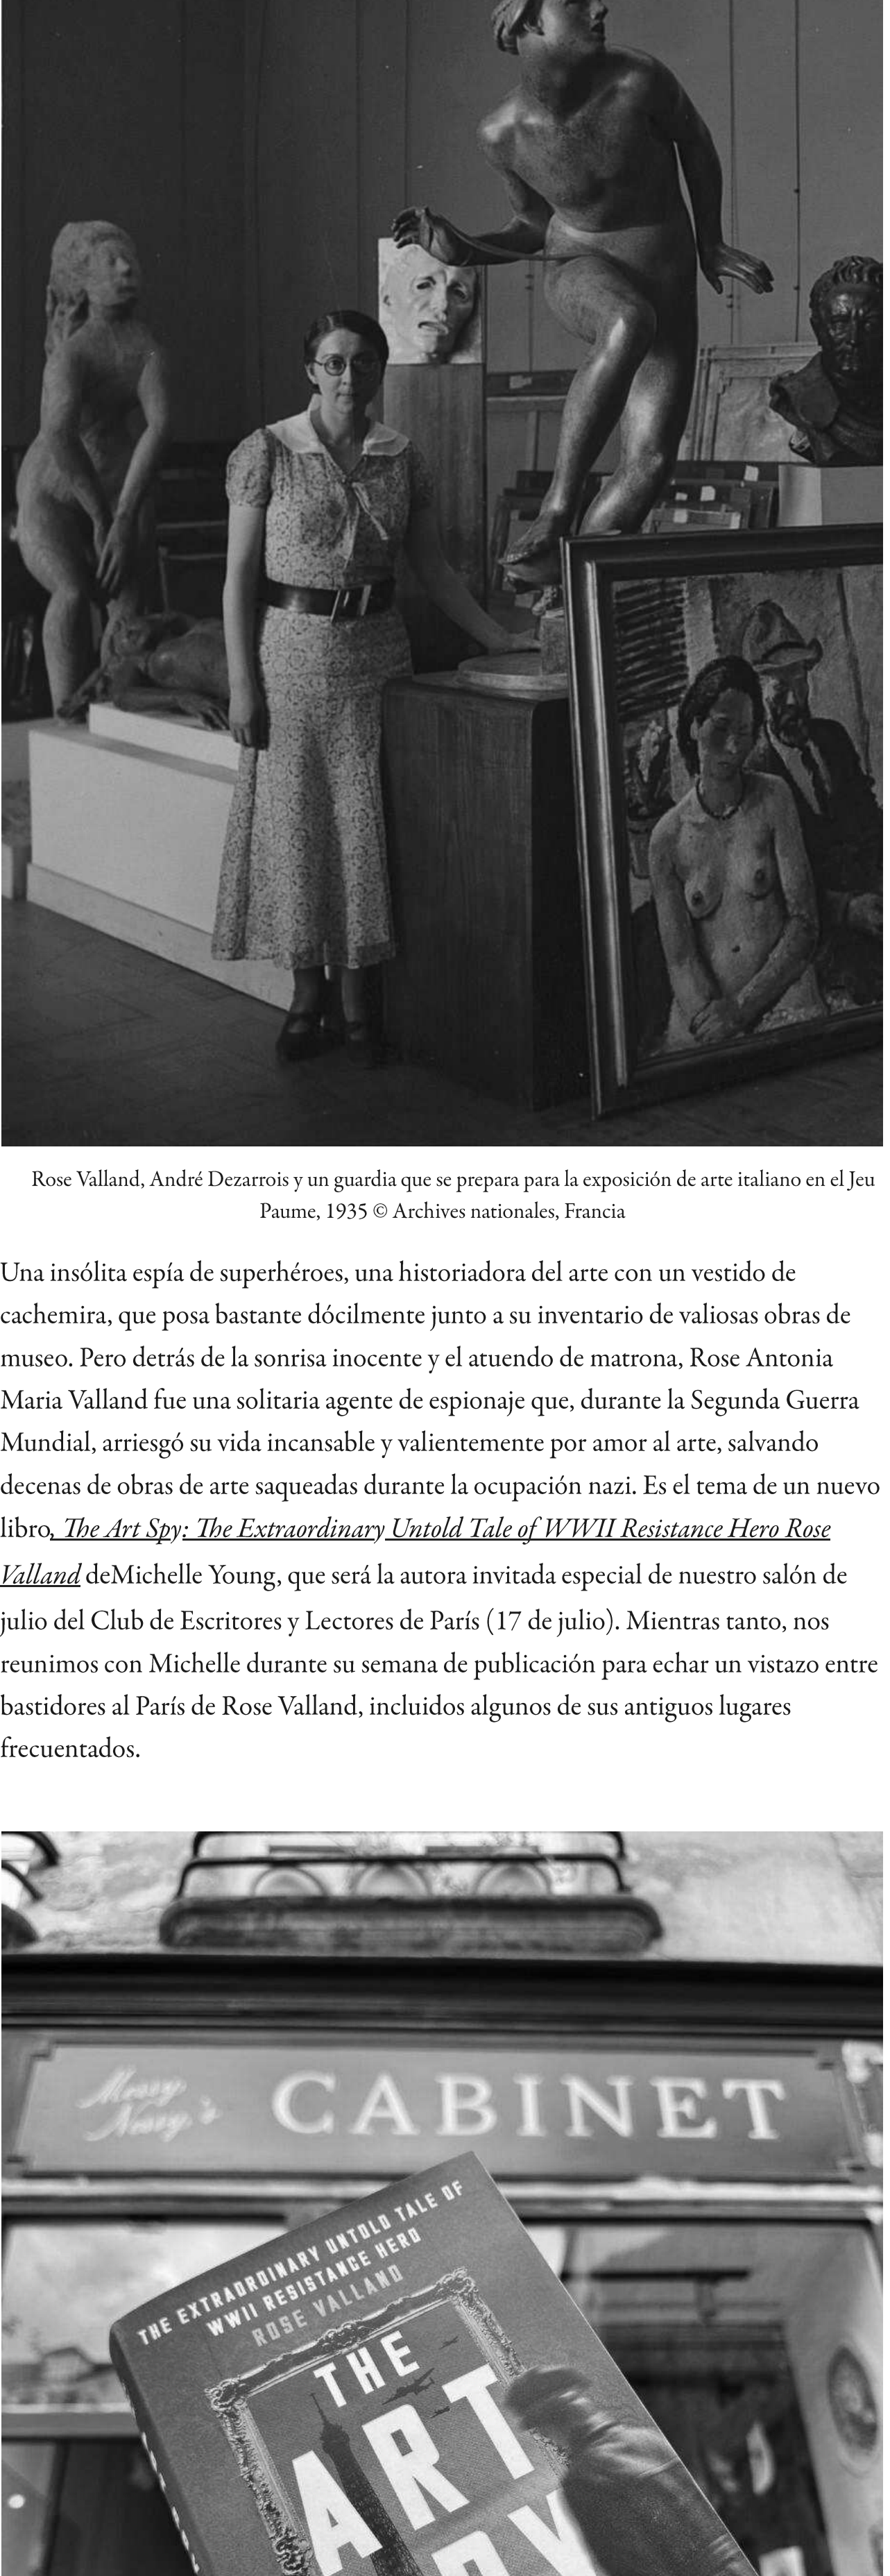 Rose Valland, André Dezarrois y un guardia que se prepara para la exposición de arte italiano en el Jeu
Paume, 1935 © Archives nationales, Francia
Una insólita espía de superhéroes, una historiadora del arte con un vestido de
cachemira, que posa bastante dócilmente junto a su inventario de valiosas obras de
museo. Pero detrás de la sonrisa inocente y el atuendo de matrona, Rose Antonia
Maria Valland fue una solitaria agente de espionaje que, durante la Segunda Guerra
Mundial, arriesgó su vida incansable y valientemente por amor al arte, salvando
decenas de obras de arte saqueadas durante la ocupación nazi. Es el tema de un nuevo
libro, The Art Spy: The Extraordinary Untold Tale of WWII Resistance Hero Rose
Valland deMichelle Young, que será la autora invitada especial de nuestro salón de
julio del Club de Escritores y Lectores de París (17 de julio). Mientras tanto, nos
reunimos con Michelle durante su semana de publicación para echar un vistazo entre
bastidores al París de Rose Valland, incluidos algunos de sus antiguos lugares
frecuentados.
Messy
Nessy's
CABINET
THE EXTRAORDINARY UNTOLD TALE OF
WWII RESISTANCE HERO
ROSE VALLAND
THE
ART